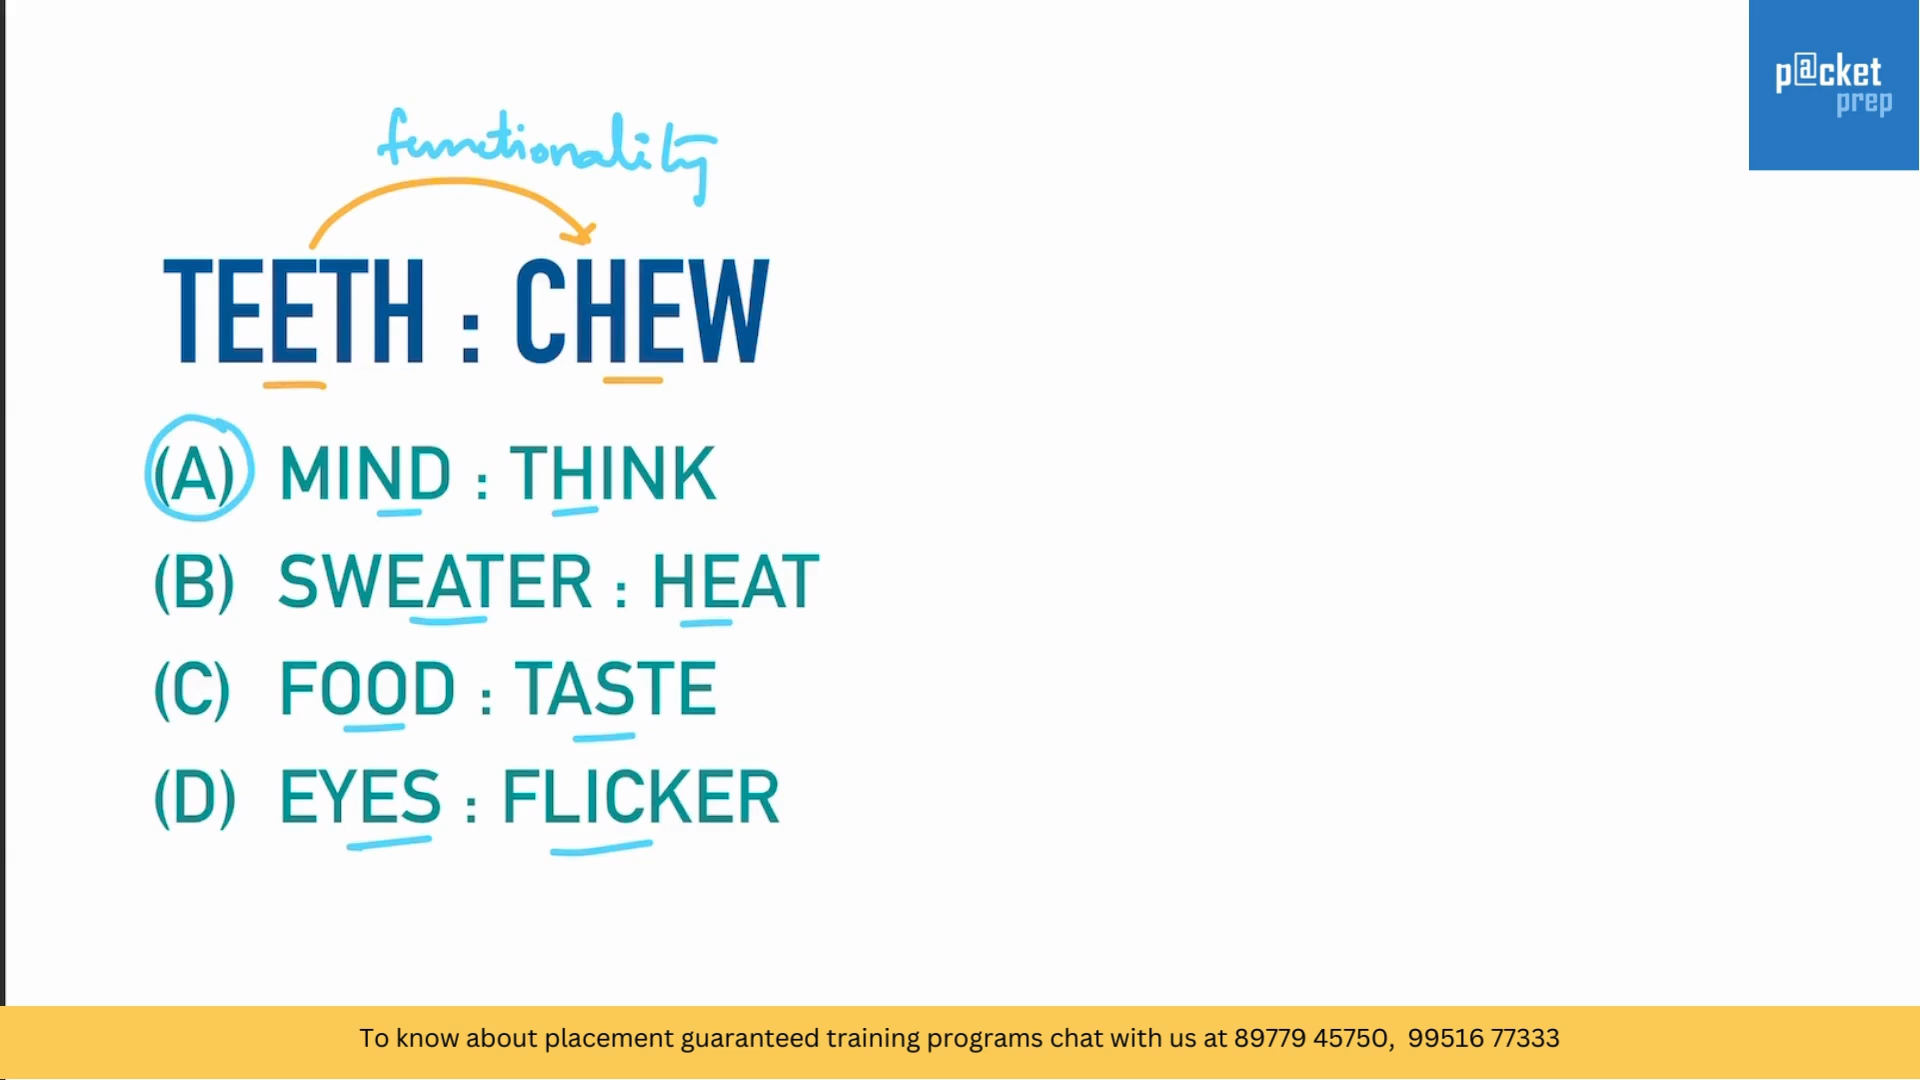 p@cket
prep
functionality
TEETH : CHEW
(A) MIND : THINK
(B) SWEATER : HEAT
(C) FOOD : TASTE
(D) EYES : FLICKER
To know about placement guaranteed training programs chat with us at 89779 45750, 99516 77333